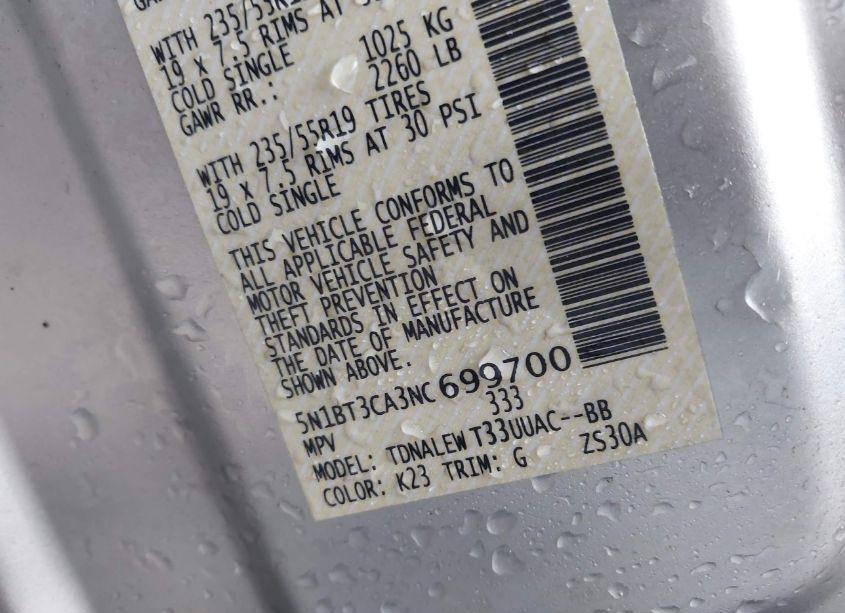 WITH 235/55R19
19 X 7.5 RIMS AT
COLD SINGLE 1025 KG
GAWR RR.: 2260 LB
WITH 235/55R19 TIRES
19 X 7.5 RIMS AT 30 PSI
COLD SINGLE
THIS VEHICLE CONFORMS TO
ALL APPLICABLE FEDERAL
MOTOR VEHICLE SAFETY AND
THEFT PREVENTION
STANDARDS IN EFFECT ON
THE DATE OF MANUFACTURE
SHOWN ABOVE.
5N1BT3CA3NC699700
MPV 333
MODEL: TDNALEW T33UUAC--BB
COLOR: K23 TRIM: G ZS30A